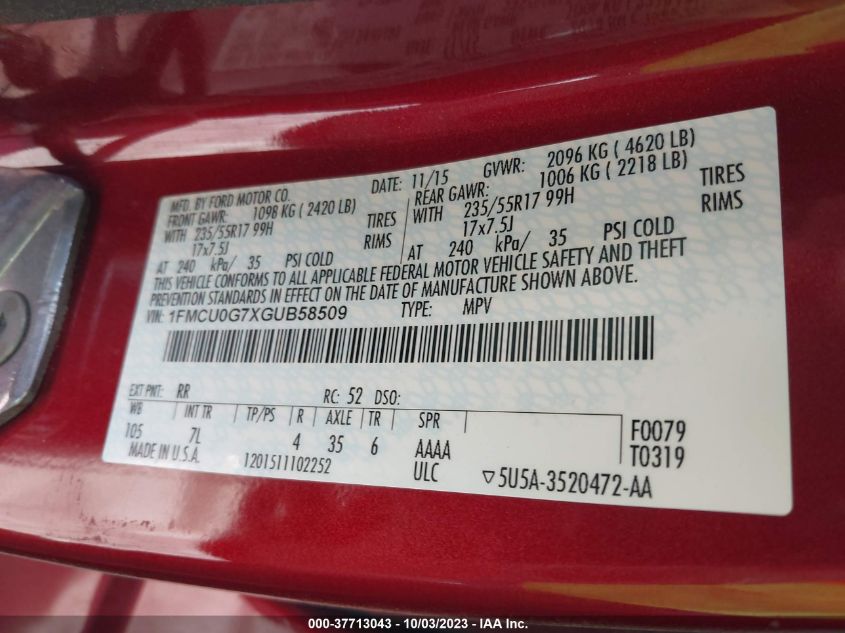 MFD. BY FORD MOTOR CO.
DATE: 11/15 GVWR: 2096 KG ( 4620 LB)
FRONT GAWR: 1098 KG ( 2420 LB)
WITH 235/55R17 99H TIRES
17x7.5J RIMS
AT 240 kPa/ 35 PSI COLD
REAR GAWR: 1006 KG ( 2218 LB)
WITH 235/55R17 99H TIRES
17x7.5J RIMS
AT 240 kPa/ 35 PSI COLD
THIS VEHICLE CONFORMS TO ALL APPLICABLE FEDERAL MOTOR VEHICLE SAFETY AND THEFT
PREVENTION STANDARDS IN EFFECT ON THE DATE OF MANUFACTURE SHOWN ABOVE.
VIN: 1FMCU0G7XGUB58509 TYPE: MPV
EXT PNT: RR RC: 52 DSO:
WB INT TR TP/PS R AXLE TR SPR
105 7L 4 35 6 AAAA F0079
MADE IN U.S.A. 1201511102252 ULC T0319
▽5U5A-3520472-AA
000-37713043 - 10/03/2023 - IAA Inc.